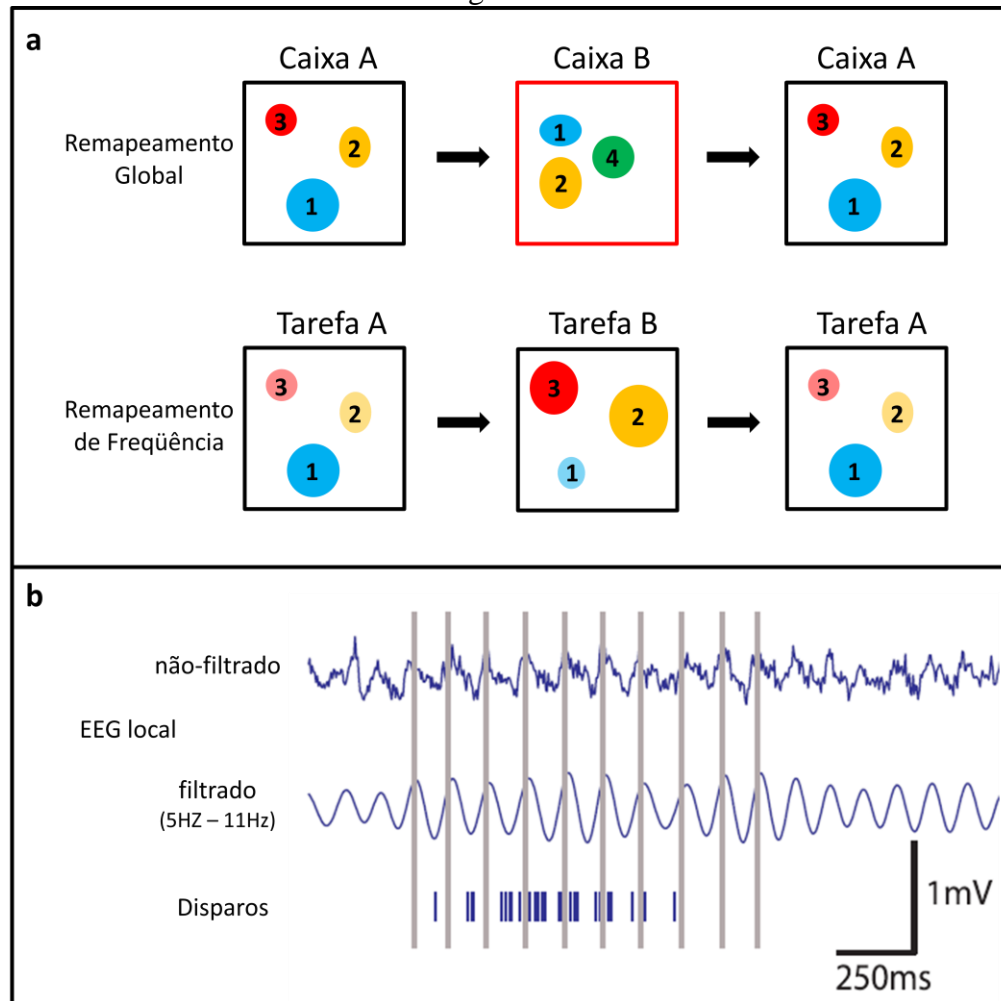 a
Caixa A
Caixa B
Caixa A
Remapeamento
Global
3
2
1
1
2
4
3
2
1
Tarefa A
Tarefa B
Tarefa A
Remapeamento
de Freqüência
3
2
1
3
2
1
3
2
1
b
não-filtrado
EEG local
filtrado
(5HZ – 11Hz)
Disparos
1mV
250ms